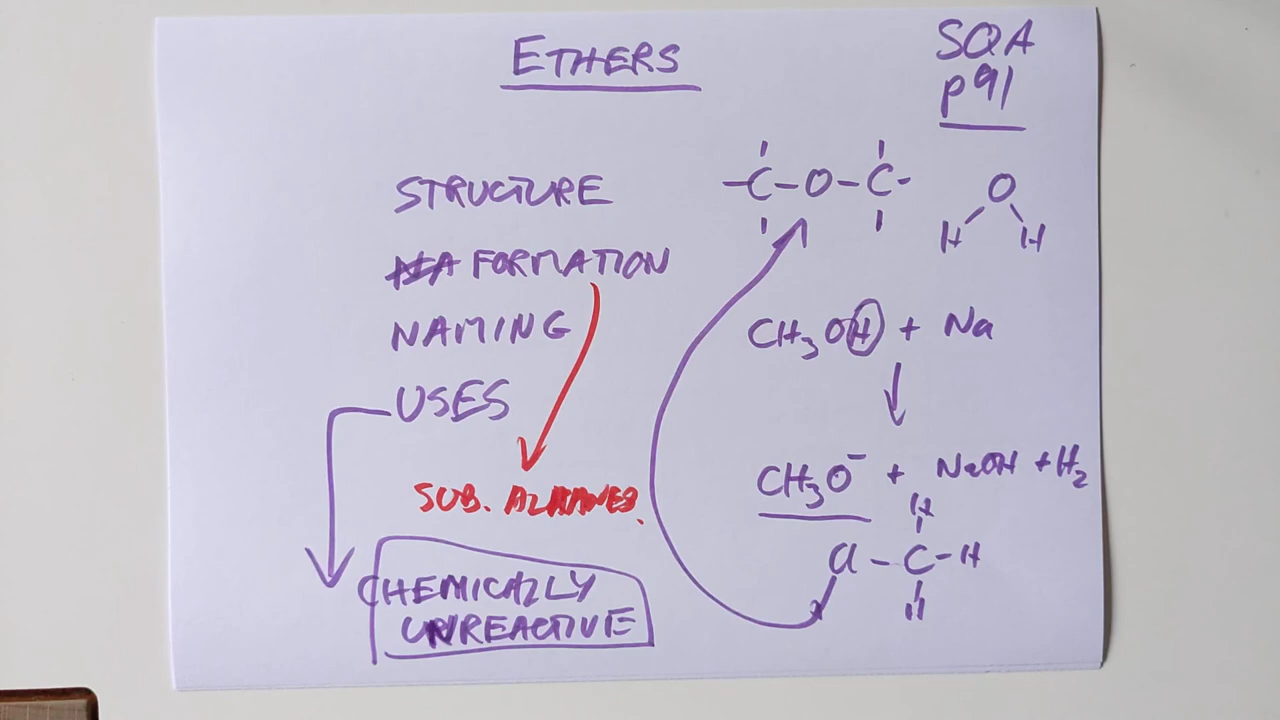 ETHERS
SQA
p91
STRUCTURE
FORMATION
NAMING
USES
SUB. ALKANES.
CHEMICALLY
UNREACTIVE
-C-O-C-
O
H H
CH₃OH + Na
CH₃O⁻ + NaOH + H₂
H
Cl - C - H
H